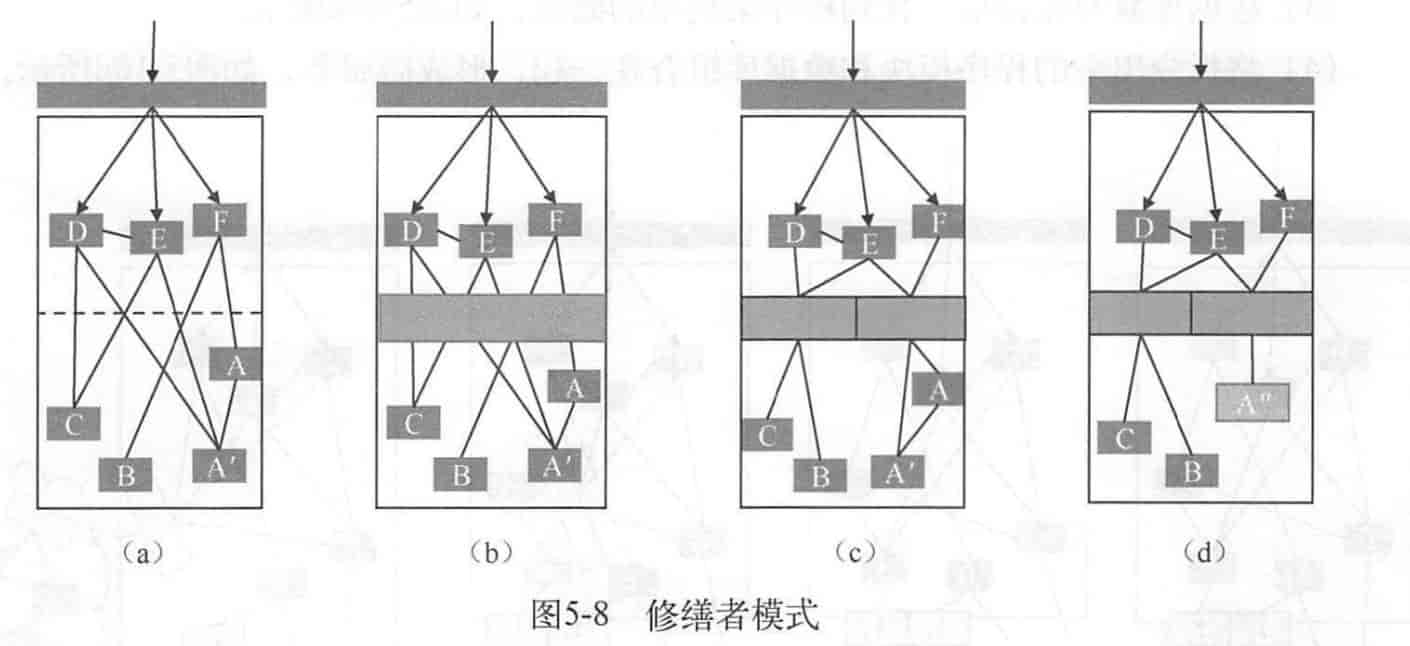 D E F
A
C
B A′
(a)
D E F
A
C
B A′
(b)
D E F
A
C
B A′
(c)
D E F
A″
C
B
(d)
图5-8 修缮者模式